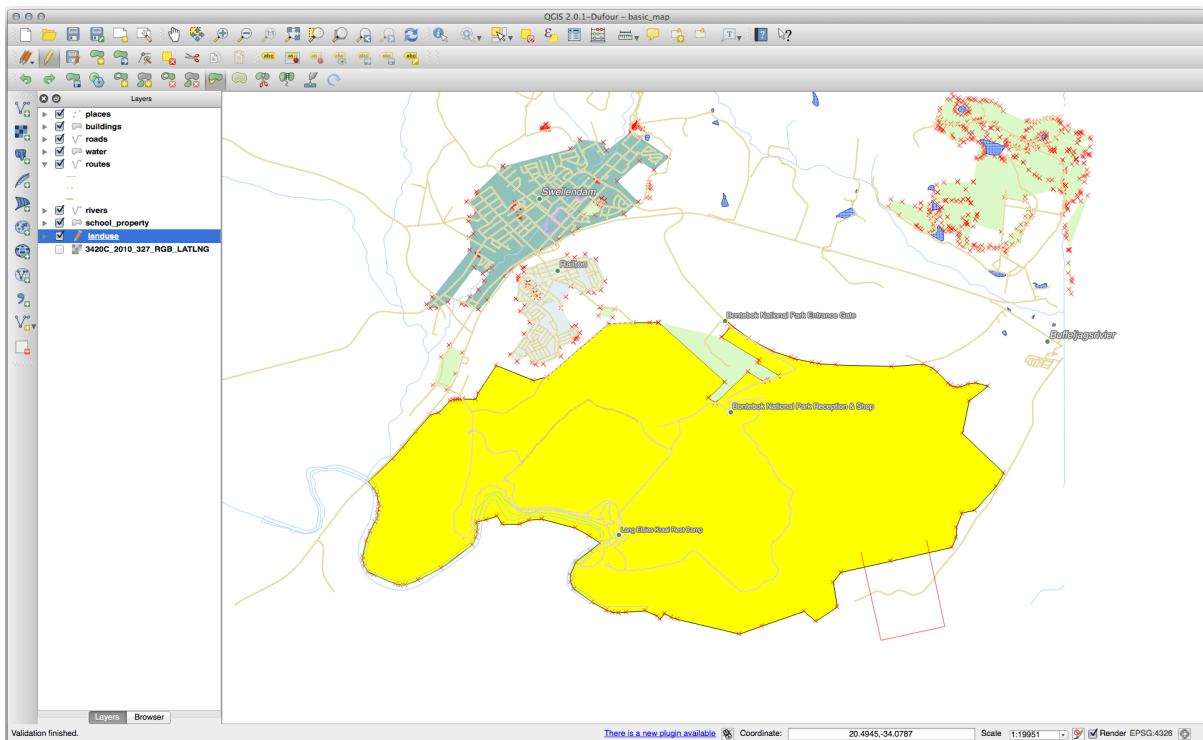 QGIS 2.0.1-Dufour - basic_map
Layers
places
buildings
roads
water
routes
rivers
school_property
landuse
3420C_2010_327_RGB_LATLNG
Swellendam
Railton
Bontebok National Park Entrance Gate
Buffeljagsrivier
Bontebok National Park Reception & Shop
Lang Elsies Kraal Rest Camp
Layers
Browser
Validation finished.
There is a new plugin available
Coordinate:
20.4945,-34.0787
Scale
1:19951
Render
EPSG:4326